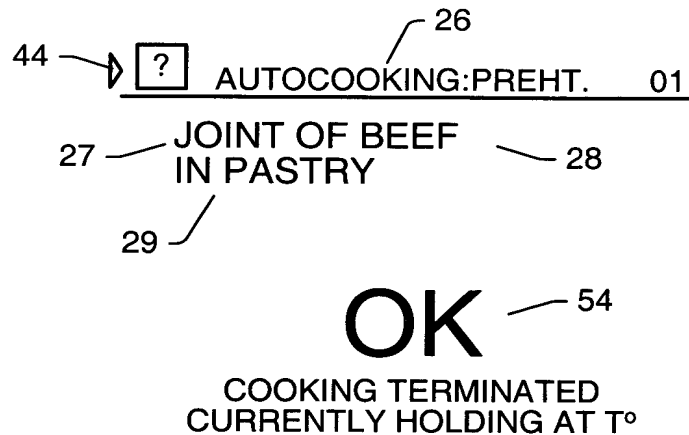 26
44 ? AUTOCOOKING:PREHT. 01
27 JOINT OF BEEF 28
IN PASTRY
29
OK 54
COOKING TERMINATED
CURRENTLY HOLDING AT Tº